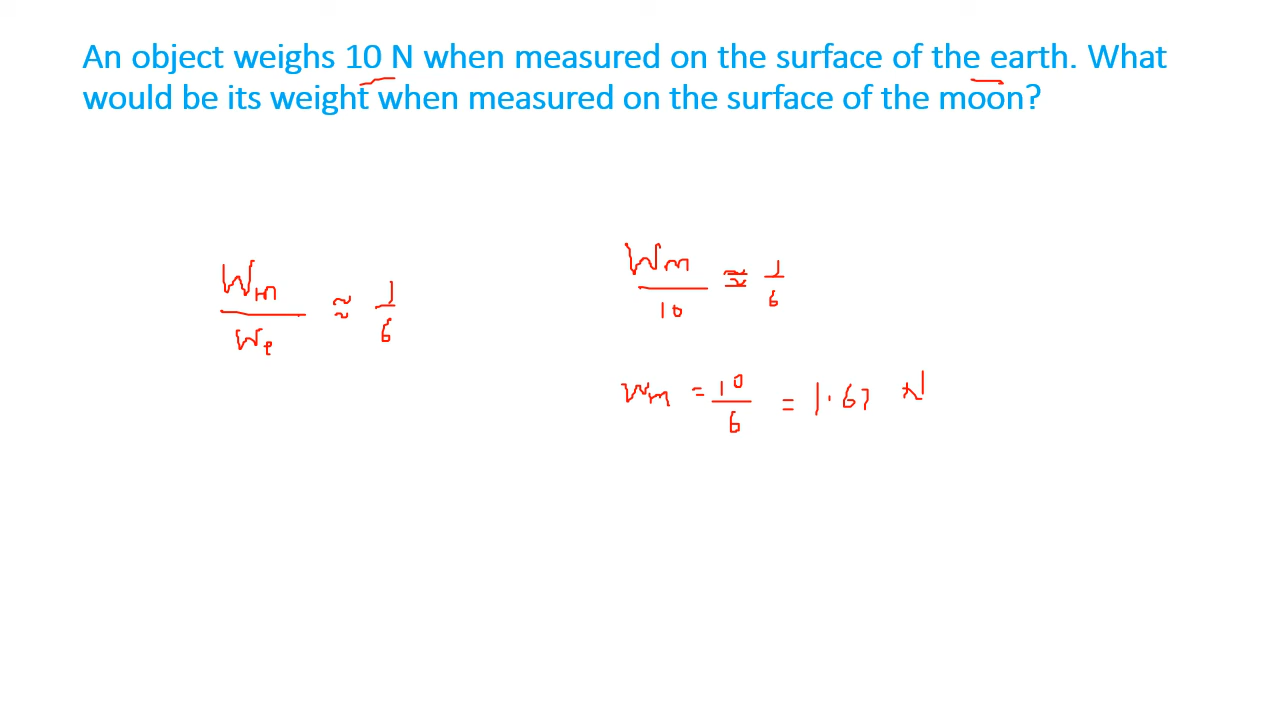 An object weighs 10 N when measured on the surface of the earth. What
would be its weight when measured on the surface of the moon?
Wm/We ≈ 1/6
Wm/10 ≈ 1/6
Wm = 10/6 = 1.67 N